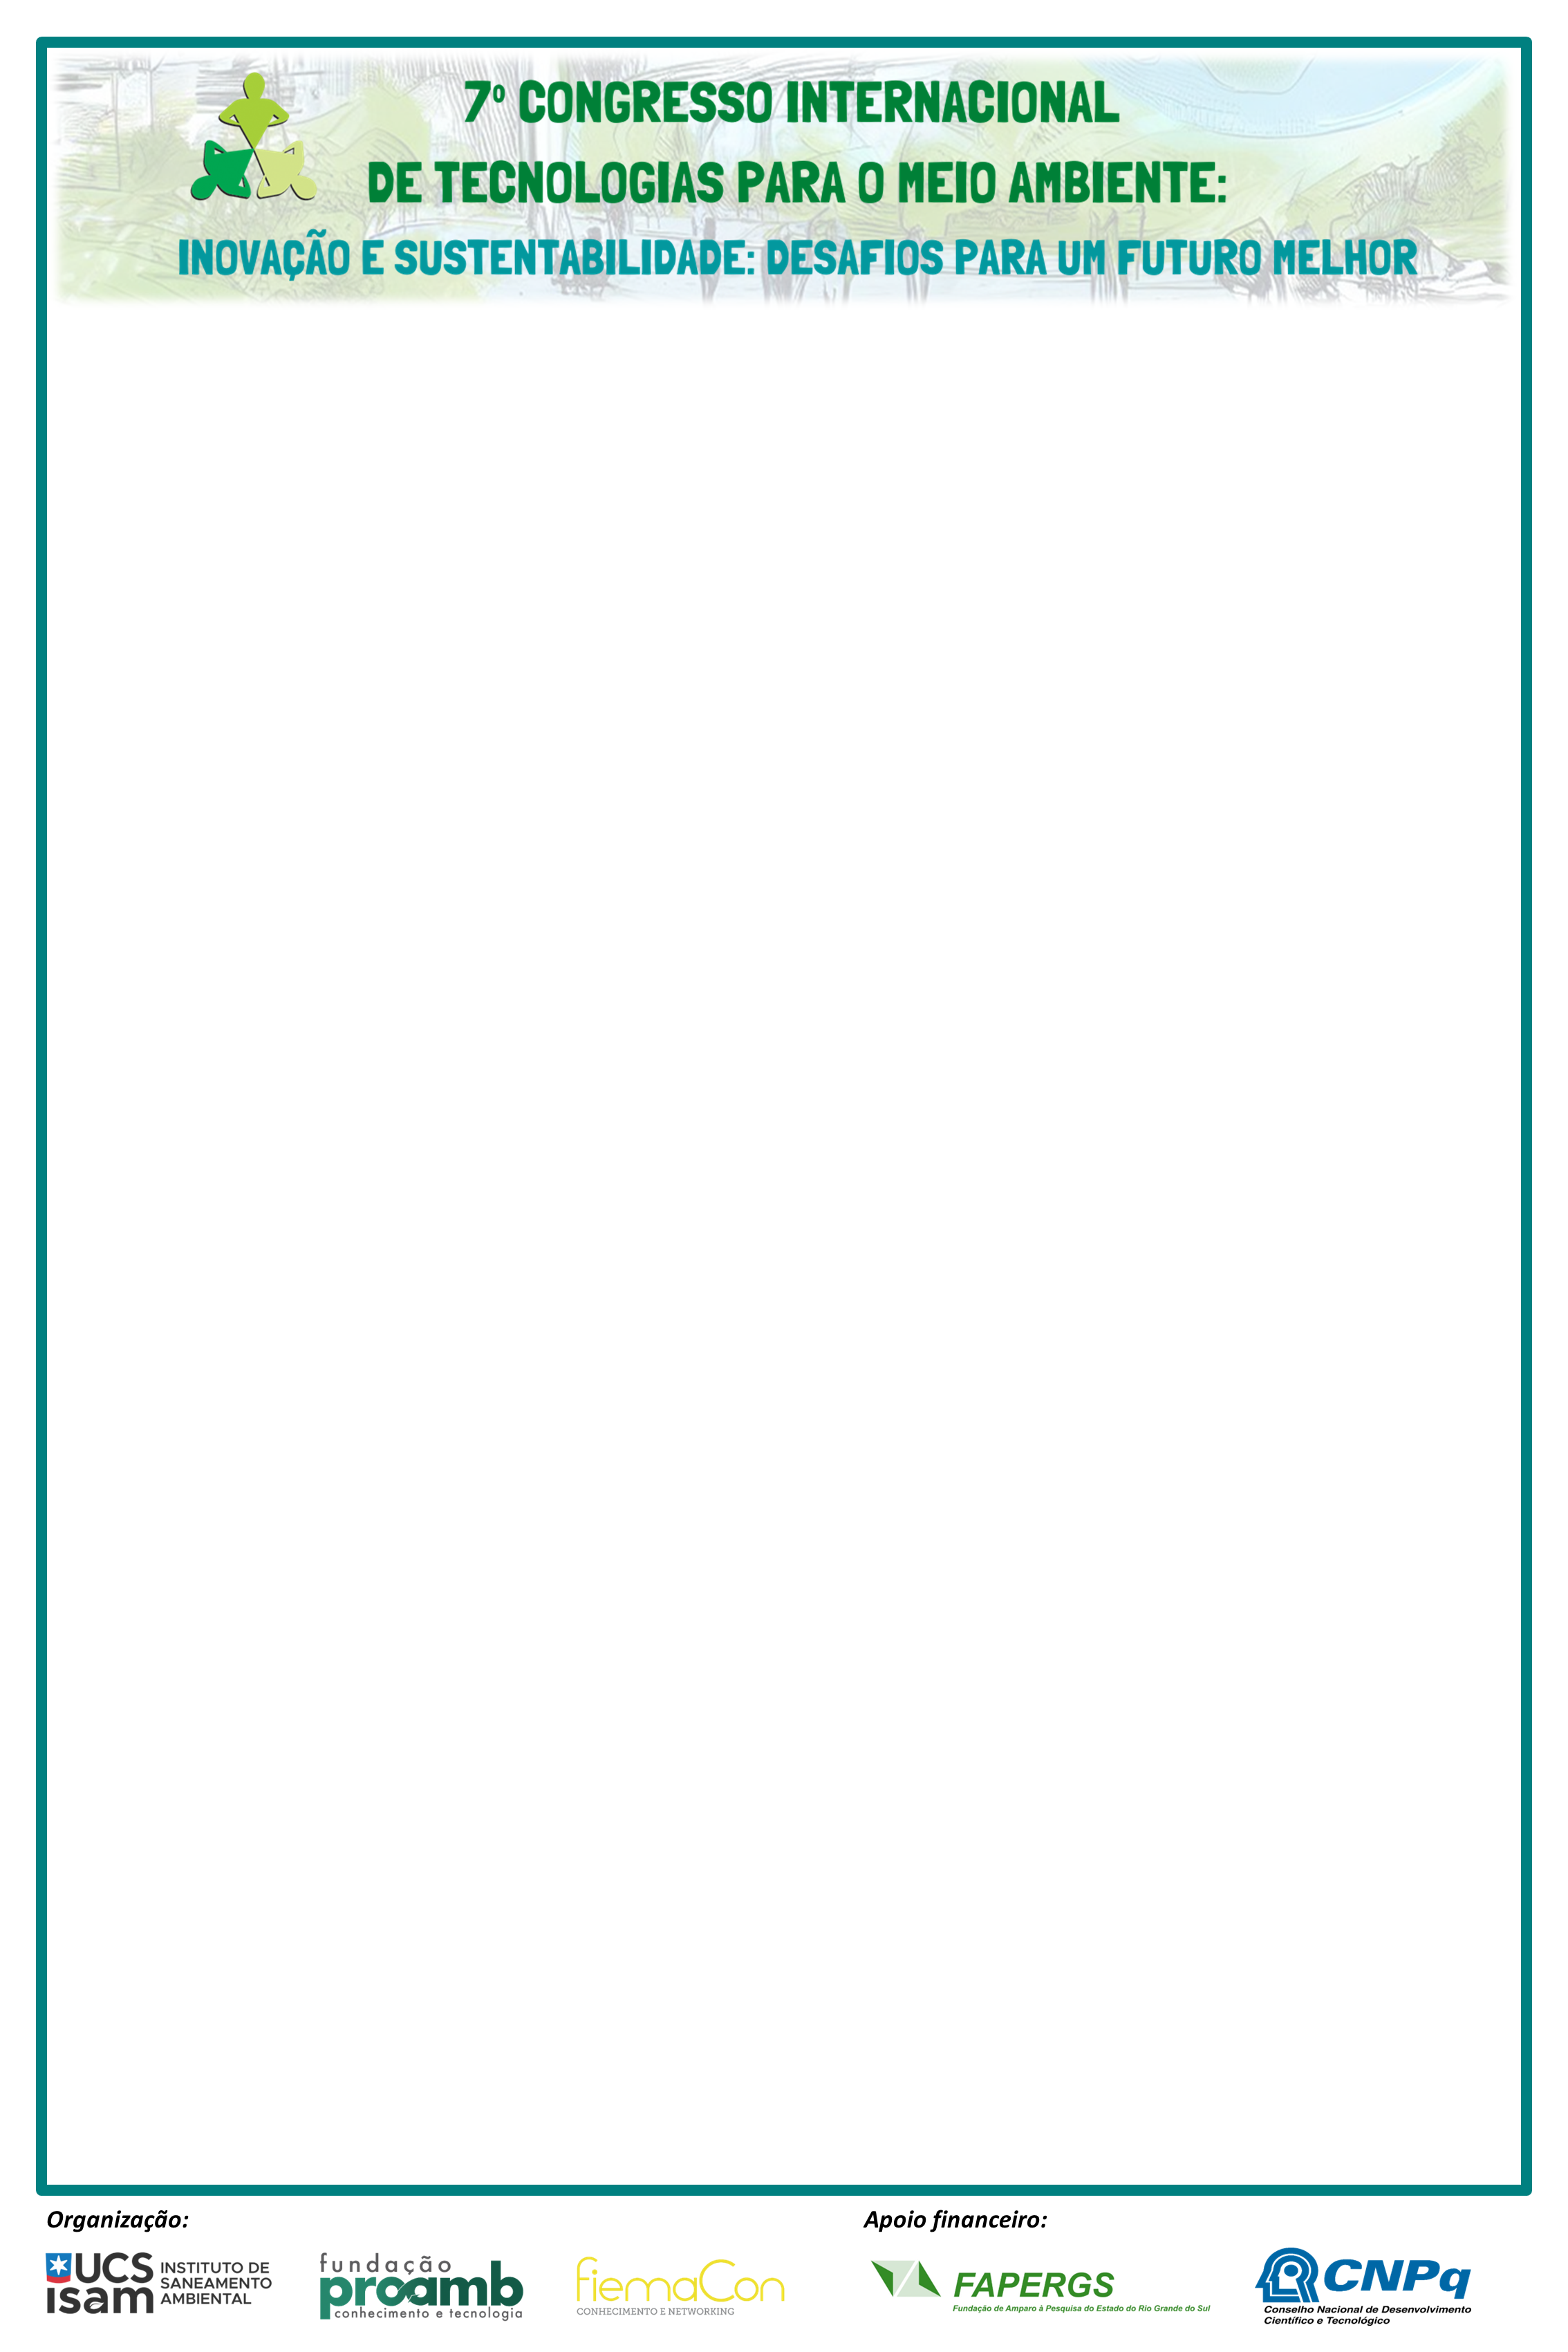 7º CONGRESSO INTERNACIONAL
DE TECNOLOGIAS PARA O MEIO AMBIENTE:
INOVAÇÃO E SUSTENTABILIDADE: DESAFIOS PARA UM FUTURO MELHOR
Organização:
UCS
isam
INSTITUTO DE
SANEAMENTO
AMBIENTAL
fundação
proamb
conhecimento e tecnologia
fiemaCon
CONHECIMENTO E NETWORKING
Apoio financeiro:
FAPERGS
Fundação de Amparo à Pesquisa do Estado do Rio Grande do Sul
CNPq
Conselho Nacional de Desenvolvimento
Científico e Tecnológico